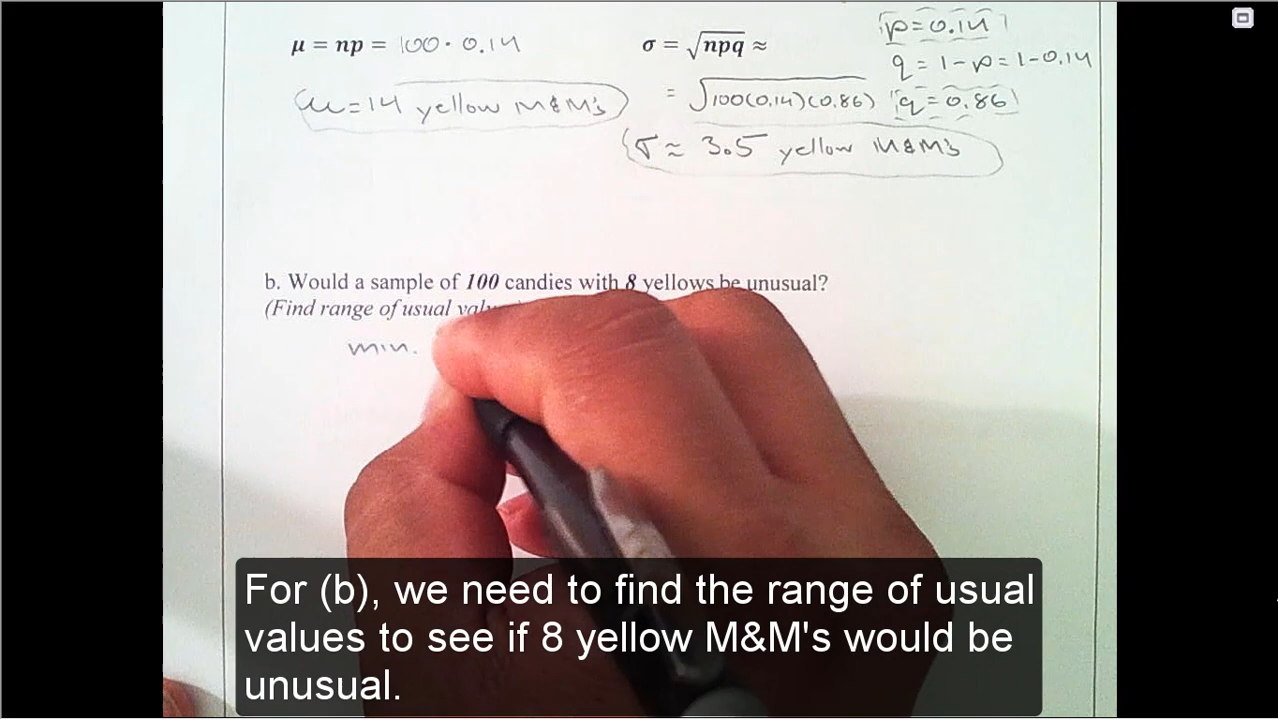 p=0.14
μ = np = 100 · 0.14
σ = √npq ≈
q = 1-p = 1-0.14
μ=14 yellow M&M's
= √100(0.14)(0.86)
q=0.86
σ ≈ 3.5 yellow M&M's
b. Would a sample of 100 candies with 8 yellows be unusual?
(Find range of usual
min.
For (b), we need to find the range of usual
values to see if 8 yellow M&M's would be
unusual.